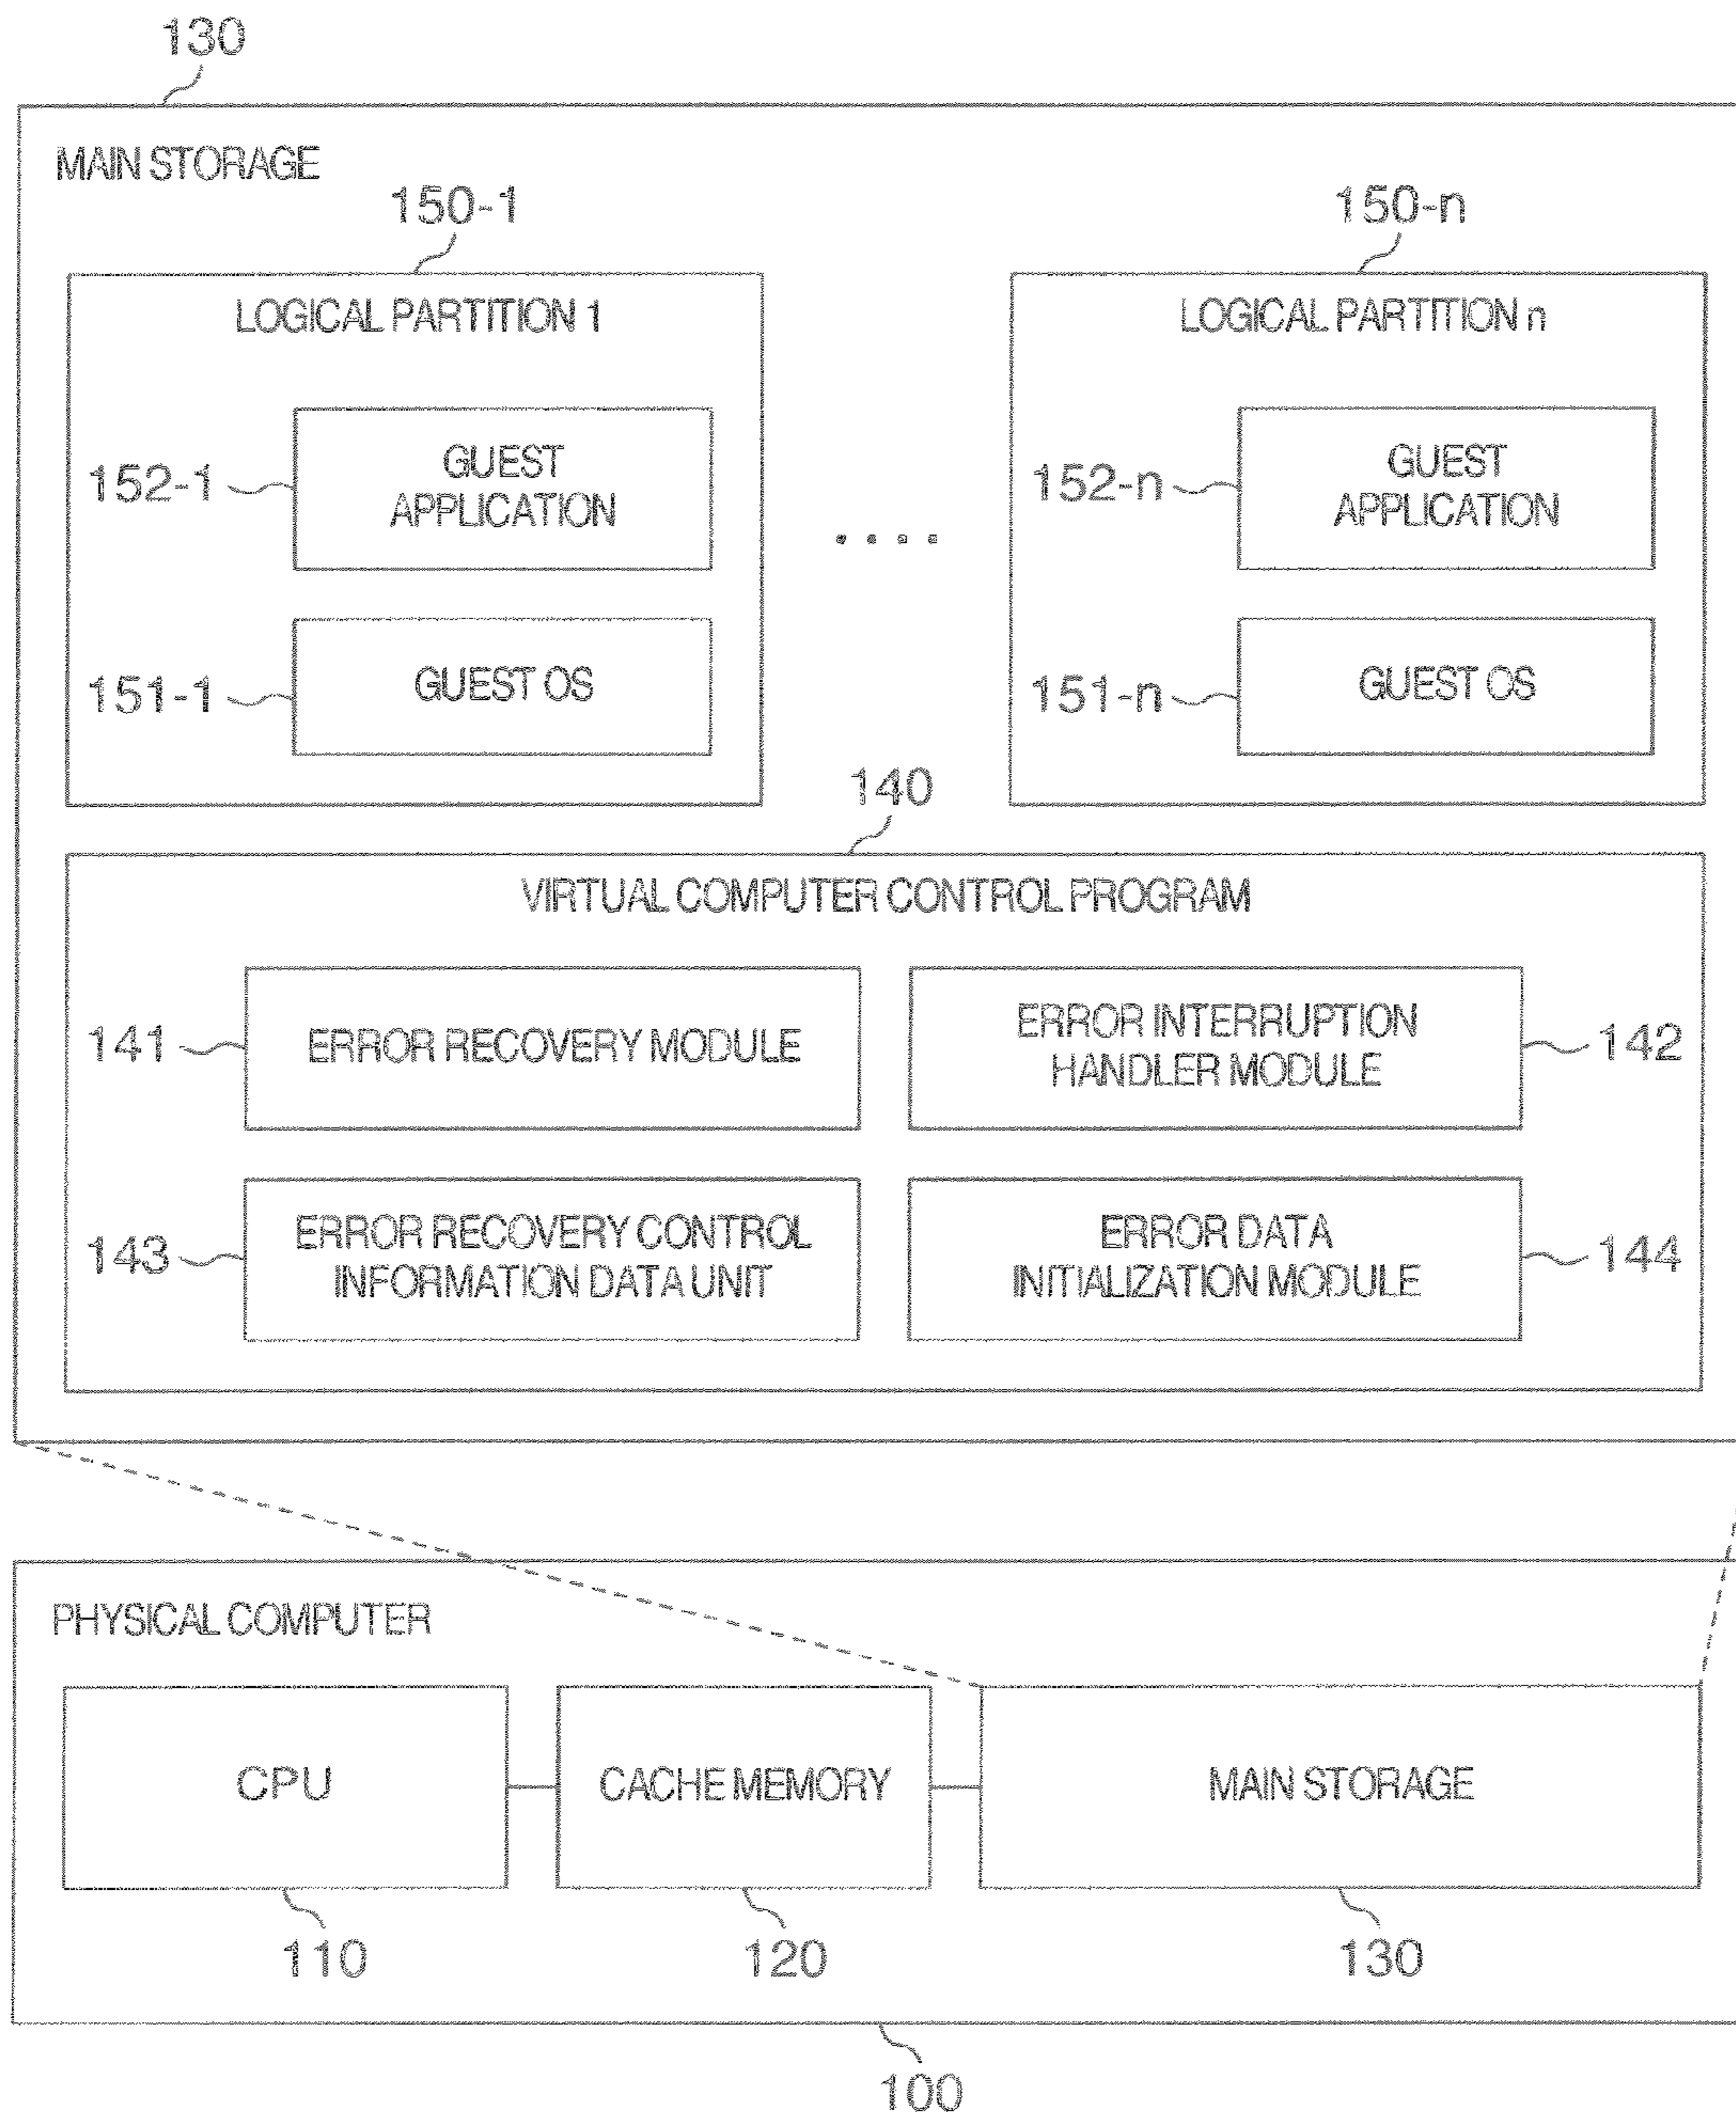 130
MAIN STORAGE
150-1
150-n
LOGICAL PARTITION 1
LOGICAL PARTITION n
152-1
GUEST
APPLICATION
152-n
GUEST
APPLICATION
151-1
GUEST OS
151-n
GUEST OS
140
VIRTUAL COMPUTER CONTROL PROGRAM
141
ERROR RECOVERY MODULE
ERROR INTERRUPTION
HANDLER MODULE
142
143
ERROR RECOVERY CONTROL
INFORMATION DATA UNIT
ERROR DATA
INITIALIZATION MODULE
144
PHYSICAL COMPUTER
CPU
CACHE MEMORY
MAIN STORAGE
110
120
130
100